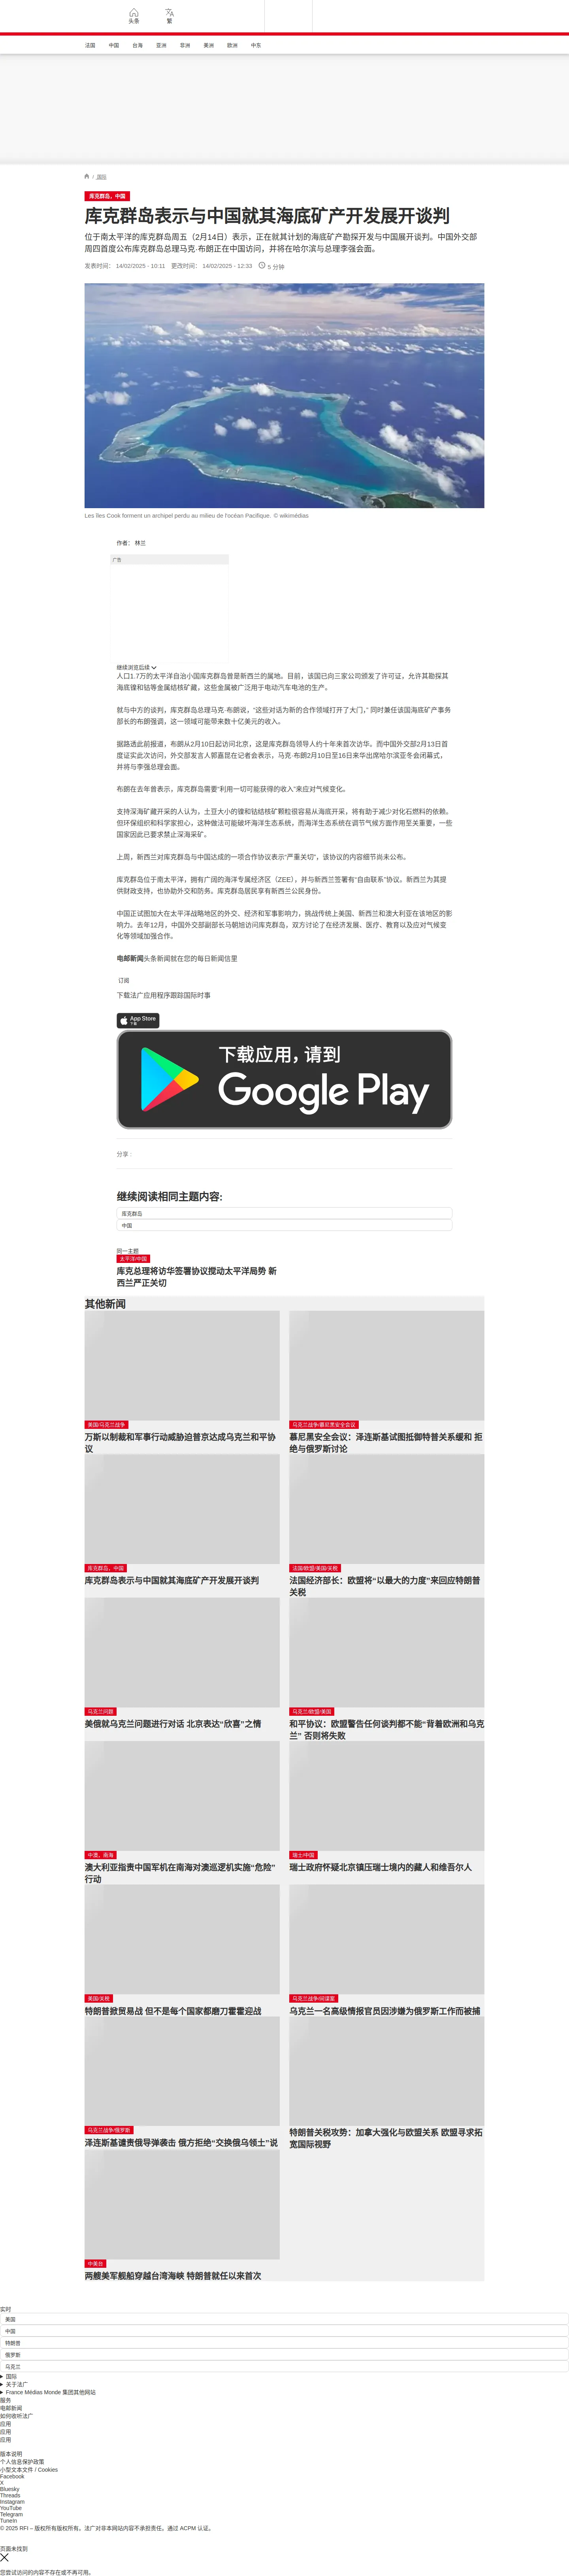 头条
繁
法国
中国
台海
亚洲
非洲
美洲
欧洲
中东
/ 国际
库克群岛，中国
库克群岛表示与中国就其海底矿产开发展开谈判
位于南太平洋的库克群岛周五（2月14日）表示，正在就其计划的海底矿产勘探开发与中国展开谈判。中国外交部
周四首度公布库克群岛总理马克·布朗正在中国访问，并将在哈尔滨与总理李强会面。
发表时间： 14/02/2025 - 10:11 更改时间： 14/02/2025 - 12:33 5 分钟
Les îles Cook forment un archipel perdu au milieu de l'océan Pacifique. © wikimédias
作者： 林兰
广告
继续浏览后续
人口1.7万的太平洋自治小国库克群岛曾是新西兰的属地。目前，该国已向三家公司颁发了许可证，允许其勘探其
海底镍和钴等金属结核矿藏，这些金属被广泛用于电动汽车电池的生产。
就与中方的谈判，库克群岛总理马克·布朗说，“这些对话为新的合作领域打开了大门，” 同时兼任该国海底矿产事务
部长的布朗强调，这一领域可能带来数十亿美元的收入。
据路透此前报道，布朗从2月10日起访问北京，这是库克群岛领导人约十年来首次访华。而中国外交部2月13日首
度证实此次访问，外交部发言人郭嘉昆在记者会表示，马克·布朗2月10日至16日来华出席哈尔滨亚冬会闭幕式，
并将与李强总理会面。
布朗在去年曾表示，库克群岛需要“利用一切可能获得的收入”来应对气候变化。
支持深海矿藏开采的人认为，土豆大小的镍和钴结核矿颗粒很容易从海底开采，将有助于减少对化石燃料的依赖。
但环保组织和科学家担心，这种做法可能破坏海洋生态系统，而海洋生态系统在调节气候方面作用至关重要，一些
国家因此已要求禁止深海采矿。
上周，新西兰对库克群岛与中国达成的一项合作协议表示“严重关切”，该协议的内容细节尚未公布。
库克群岛位于南太平洋，拥有广阔的海洋专属经济区（ZEE），并与新西兰签署有“自由联系”协议。新西兰为其提
供财政支持，也协助外交和防务。库克群岛居民享有新西兰公民身份。
中国正试图加大在太平洋战略地区的外交、经济和军事影响力，挑战传统上美国、新西兰和澳大利亚在该地区的影
响力。去年12月，中国外交部副部长马朝旭访问库克群岛，双方讨论了在经济发展、医疗、教育以及应对气候变
化等领域加强合作。
电邮新闻头条新闻就在您的每日新闻信里
订阅
下载法广应用程序跟踪国际时事
App Store
下载
下载应用，请到
Google Play
分享 :
继续阅读相同主题内容:
库克群岛
中国
同一主题
太平洋/中国
库克总理将访华签署协议搅动太平洋局势 新
西兰严正关切
其他新闻
美国/乌克兰战争
万斯以制裁和军事行动威胁迫普京达成乌克兰和平协
议
乌克兰战争/慕尼黑安全会议
慕尼黑安全会议：泽连斯基试图抵御特普关系缓和 拒
绝与俄罗斯讨论
库克群岛，中国
库克群岛表示与中国就其海底矿产开发展开谈判
法国/欧盟/美国/关税
法国经济部长：欧盟将“以最大的力度”来回应特朗普
关税
乌克兰问题
美俄就乌克兰问题进行对话 北京表达“欣喜”之情
乌克兰/欧盟/美国
和平协议：欧盟警告任何谈判都不能“背着欧洲和乌克
兰” 否则将失败
中澳，南海
澳大利亚指责中国军机在南海对澳巡逻机实施“危险”
行动
瑞士/中国
瑞士政府怀疑北京镇压瑞士境内的藏人和维吾尔人
美国/关税
特朗普掀贸易战 但不是每个国家都磨刀霍霍迎战
乌克兰战争/间谍案
乌克兰一名高级情报官员因涉嫌为俄罗斯工作而被捕
乌克兰战争/俄罗斯
泽连斯基谴责俄导弹袭击 俄方拒绝“交换俄乌领土”说
特朗普关税攻势：加拿大强化与欧盟关系 欧盟寻求拓
宽国际视野
中美台
两艘美军舰船穿越台湾海峡 特朗普就任以来首次
实时
美国
中国
特朗普
俄罗斯
乌克兰
国际
关于法广
France Médias Monde 集团其他网站
服务
电邮新闻
如何收听法广
应用
应用
应用
版本说明
个人信息保护政策
小型文本文件 / Cookies
Facebook
X
Bluesky
Threads
Instagram
YouTube
Telegram
TuneIn
© 2025 RFI – 版权所有版权所有。法广对非本网站内容不承担责任。通过 ACPM 认证。
页面未找到
您尝试访问的内容不存在或不再可用。